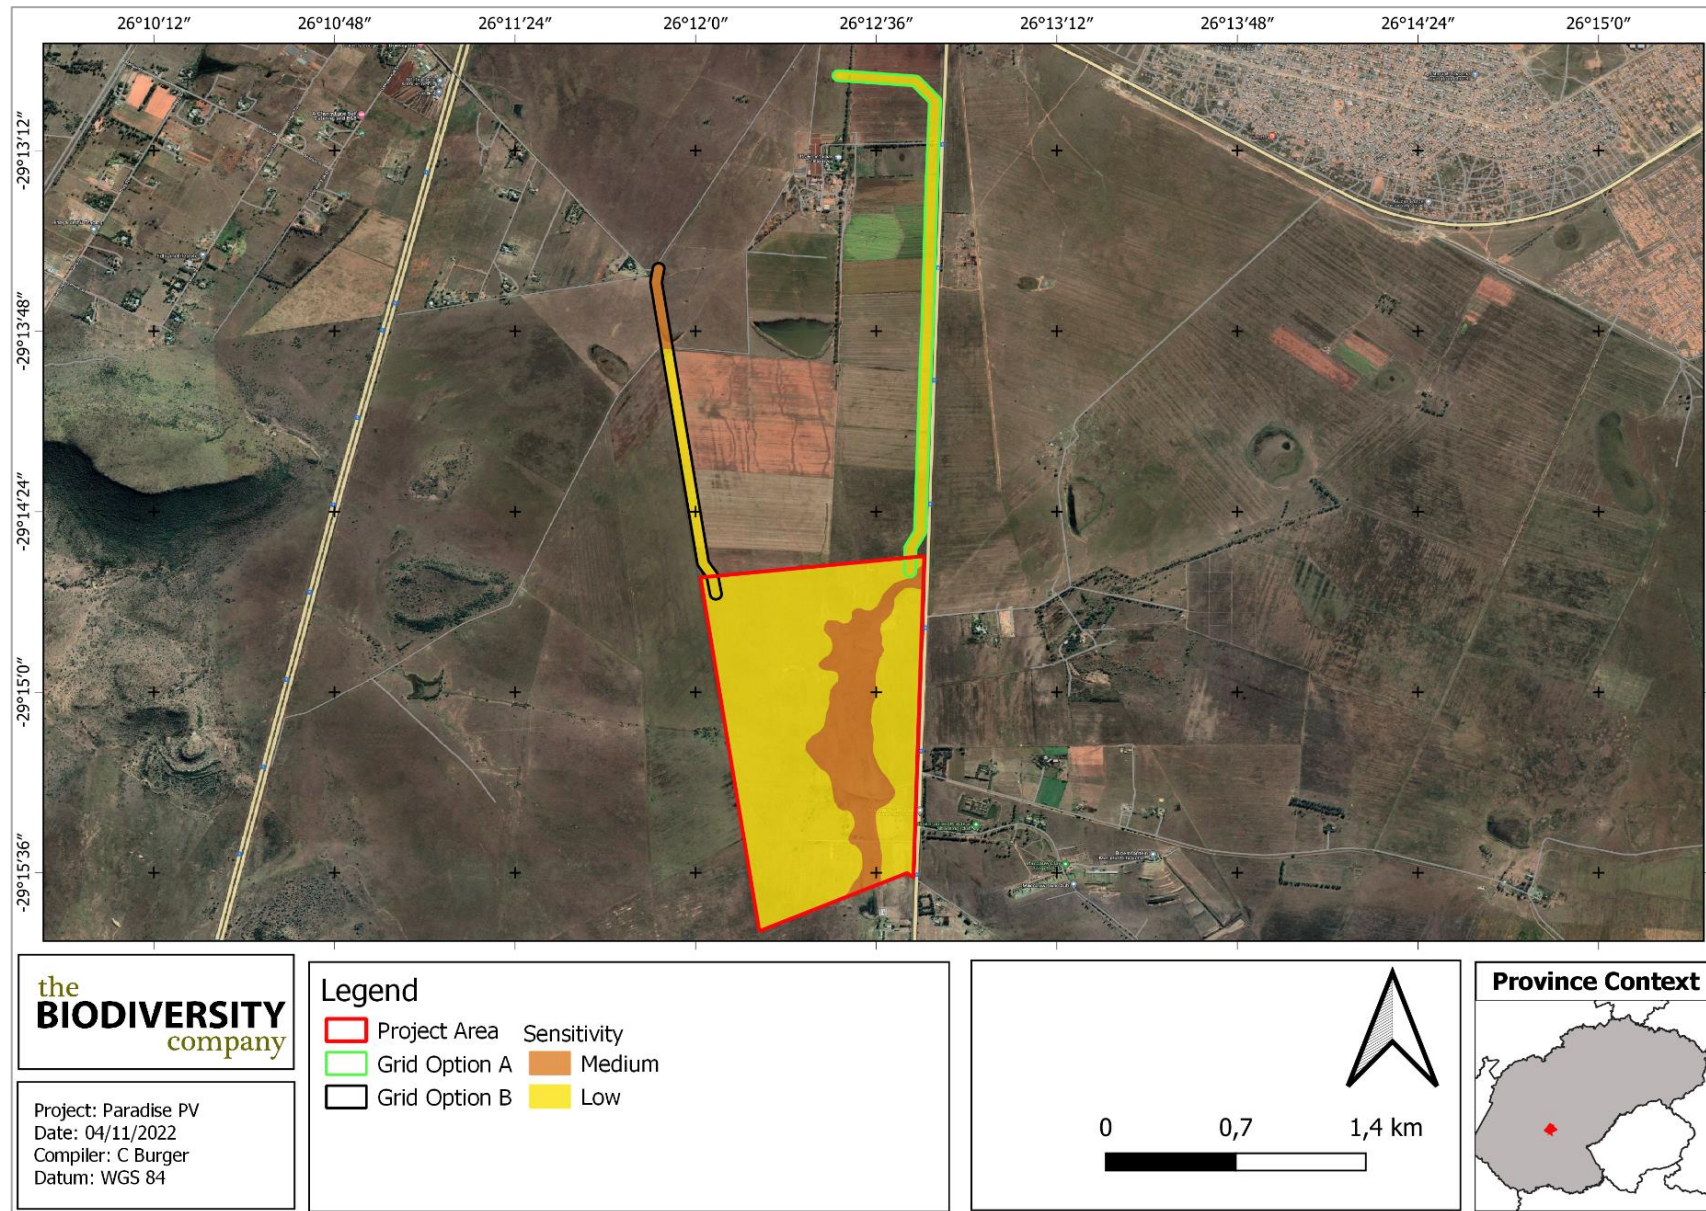 26°10′12″
26°10′48″
26°11′24″
26°12′0″
26°12′36″
26°13′12″
26°13′48″
26°14′24″
26°15′0″
-29°13′12″
-29°13′48″
-29°14′24″
-29°15′0″
-29°15′36″
the
BIODIVERSITY
company
Project: Paradise PV
Date: 04/11/2022
Compiler: C Burger
Datum: WGS 84
Legend
Project Area
Grid Option A
Grid Option B
Sensitivity
Medium
Low
0 0,7 1,4 km
Province Context